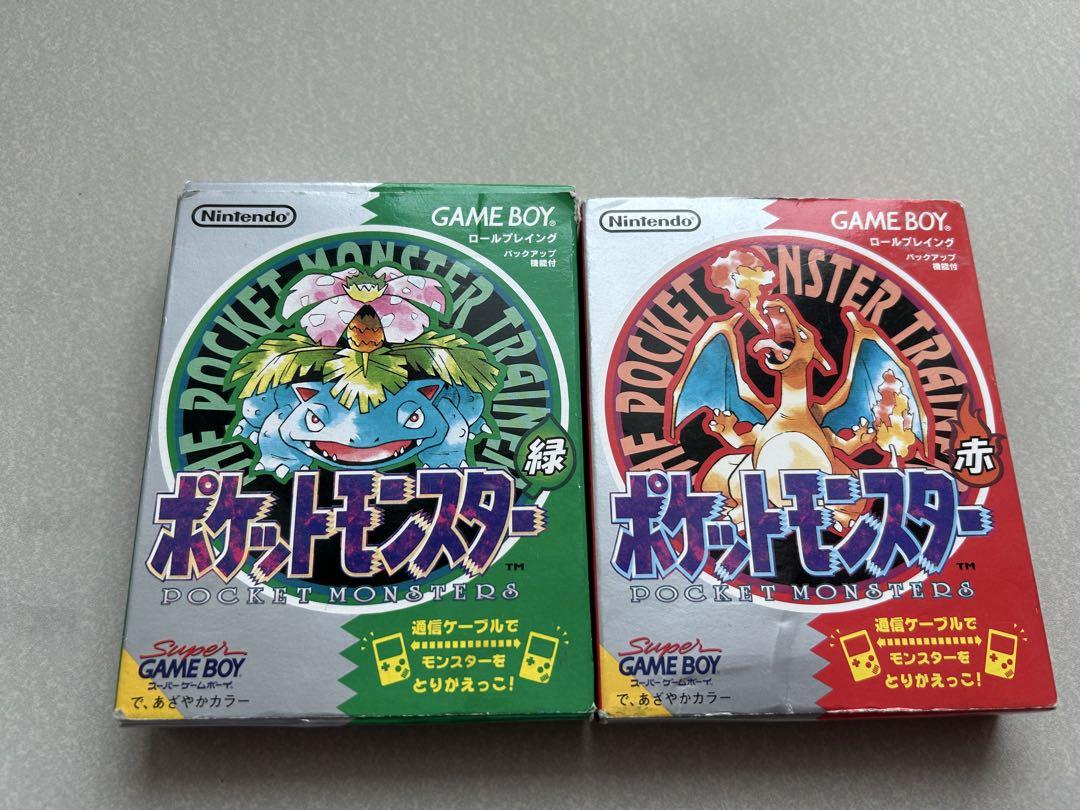 Nintendo®
GAME BOY®
ロールプレイング
バックアップ
機能付
POCKET MONSTER TRAINE
緑
ポケットモンスター™
POCKET MONSTERS
通信ケーブルで
モンスターを
とりかえっこ!
Super
GAME BOY
スーパーゲームボーイ®
で、あざやかカラー
Nintendo®
GAME BOY®
ロールプレイング
バックアップ
機能付
POCKET MONSTER TRAINE
赤
ポケットモンスター™
POCKET MONSTERS
通信ケーブルで
モンスターを
とりかえっこ!
Super
GAME BOY
スーパーゲームボーイ®
で、あざやかカラー